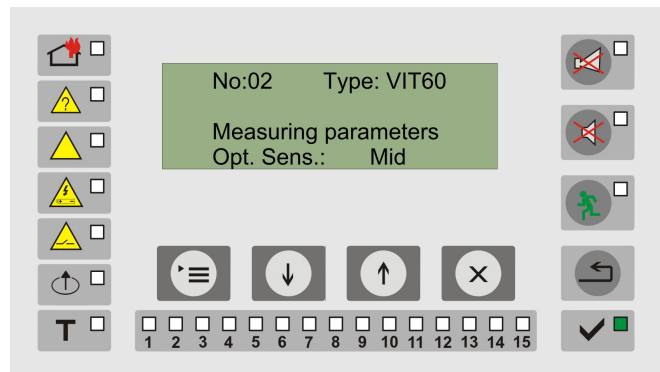 No:02 Type: VIT60
Measuring parameters
Opt. Sens.: Mid
?
T
1 2 3 4 5 6 7 8 9 10 11 12 13 14 15